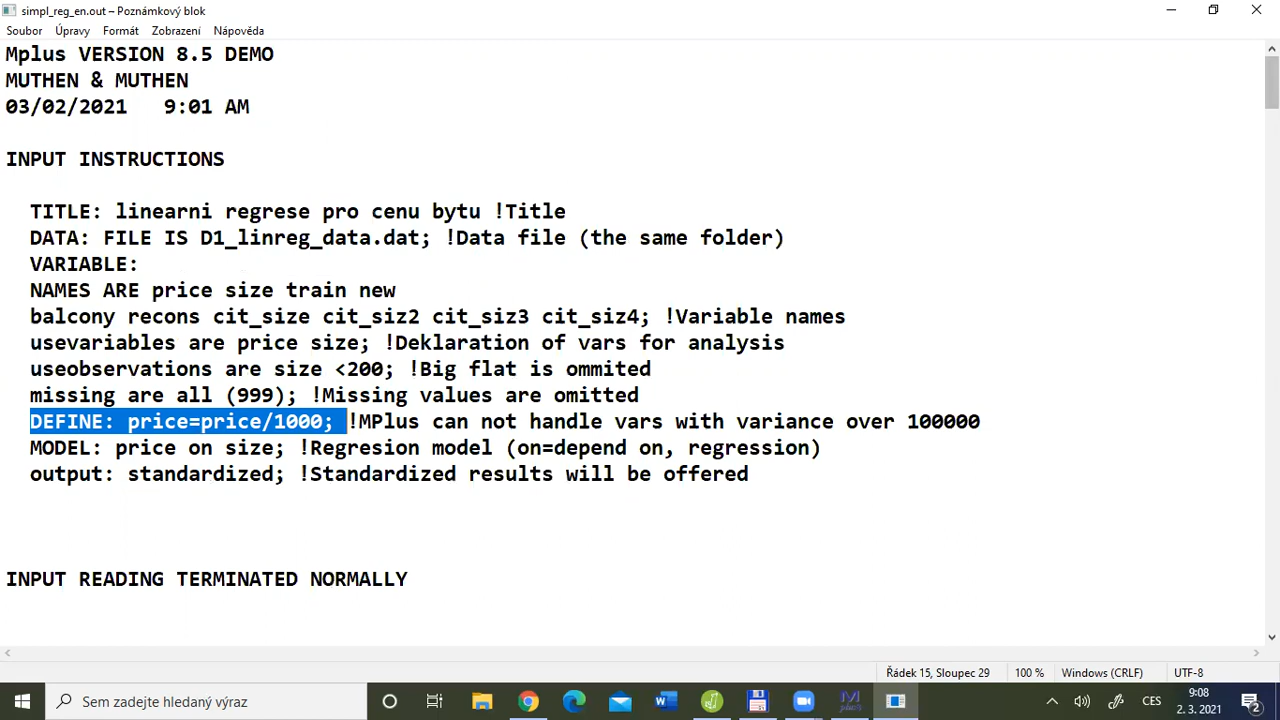 simpl_reg_en.out – Poznámkový blok
Soubor Úpravy Formát Zobrazení Nápověda
Mplus VERSION 8.5 DEMO
MUTHEN & MUTHEN
03/02/2021   9:01 AM
INPUT INSTRUCTIONS
TITLE: linearni regrese pro cenu bytu !Title
DATA: FILE IS D1_linreg_data.dat; !Data file (the same folder)
VARIABLE:
NAMES ARE price size train new
balcony recons cit_size cit_siz2 cit_siz3 cit_siz4; !Variable names
usevariables are price size; !Deklaration of vars for analysis
useobservations are size <200; !Big flat is ommited
missing are all (999); !Missing values are omitted
DEFINE: price=price/1000; !MPlus can not handle vars with variance over 100000
MODEL: price on size; !Regresion model (on=depend on, regression)
output: standardized; !Standardized results will be offered
INPUT READING TERMINATED NORMALLY
Řádek 15, Sloupec 29 100 % Windows (CRLF) UTF-8
Sem zadejte hledaný výraz
CES
9:08
2. 3. 2021
2